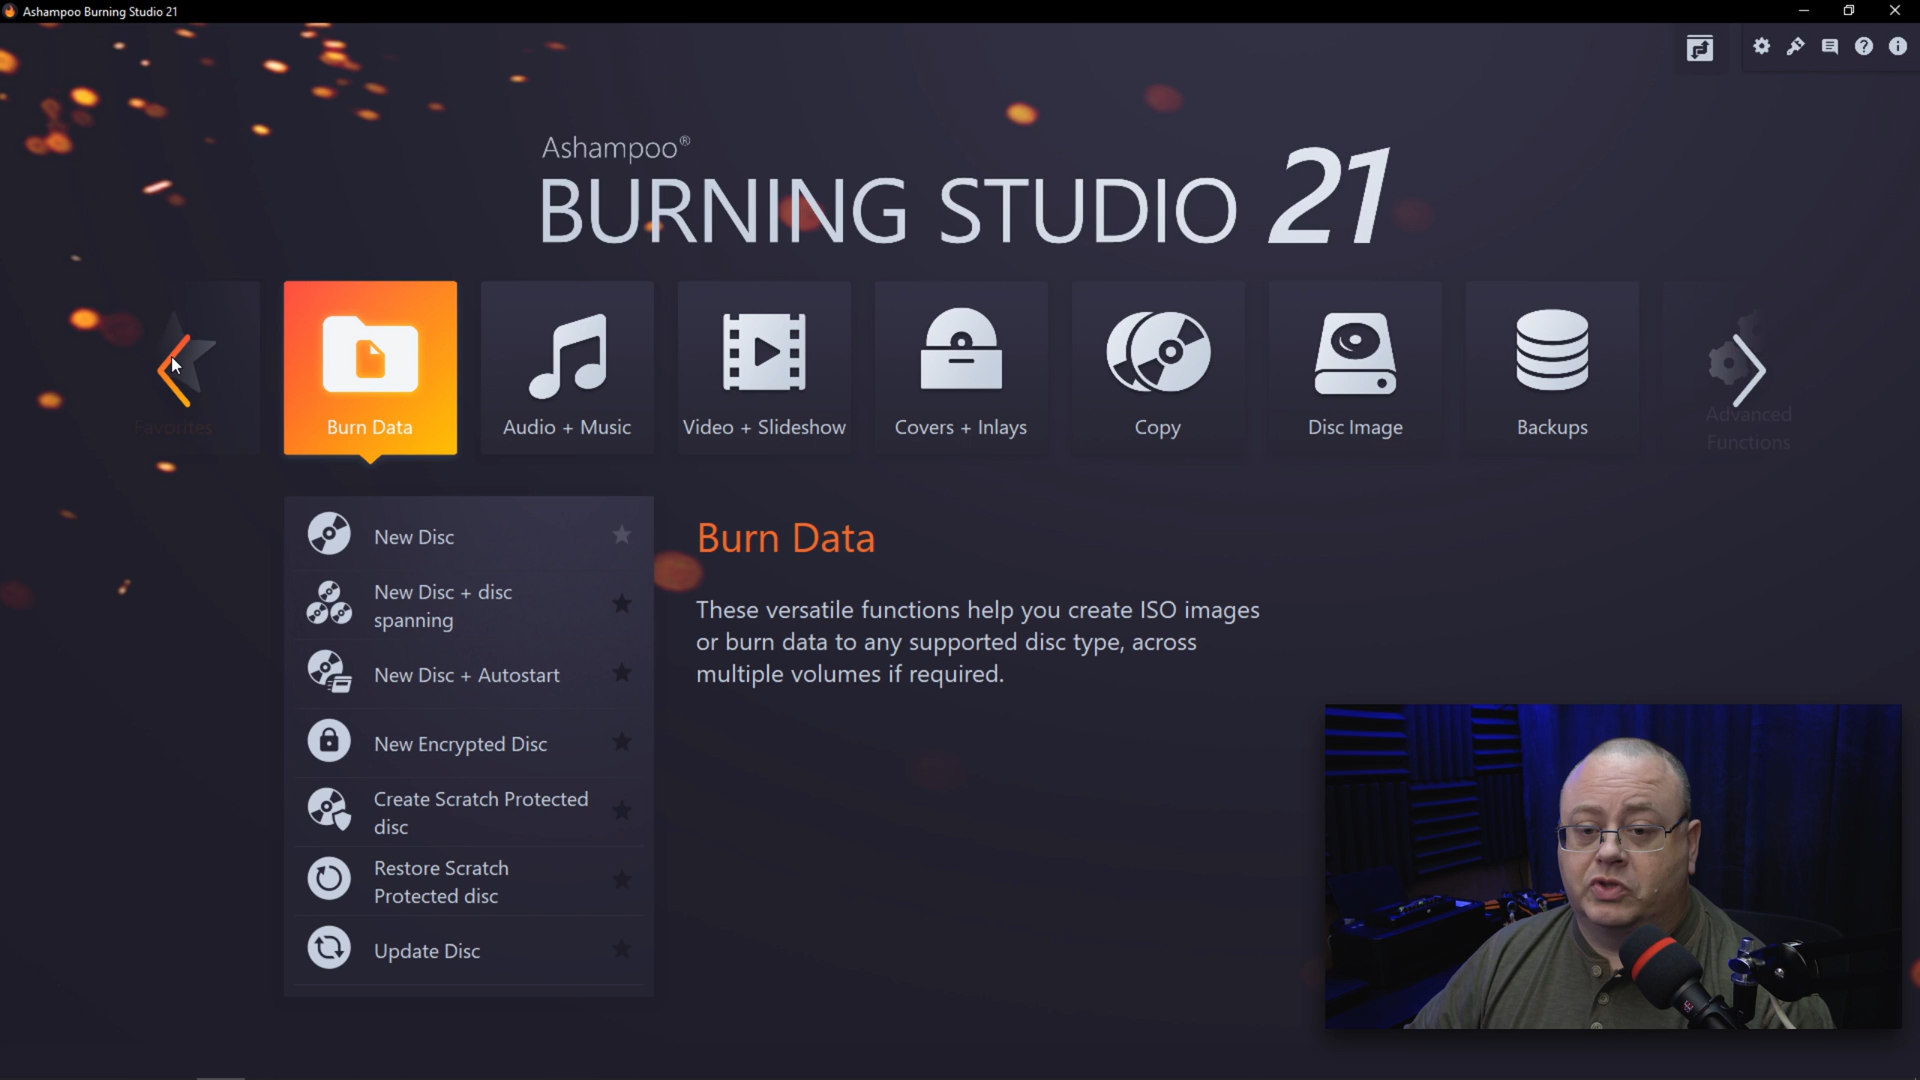 Ashampoo Burning Studio 21
Ashampoo®
BURNING STUDIO 21
Favorites
Burn Data
Audio + Music
Video + Slideshow
Covers + Inlays
Copy
Disc Image
Backups
Advanced
Functions
New Disc
New Disc + disc
spanning
New Disc + Autostart
New Encrypted Disc
Create Scratch Protected
disc
Restore Scratch
Protected disc
Update Disc
Burn Data
These versatile functions help you create ISO images
or burn data to any supported disc type, across
multiple volumes if required.